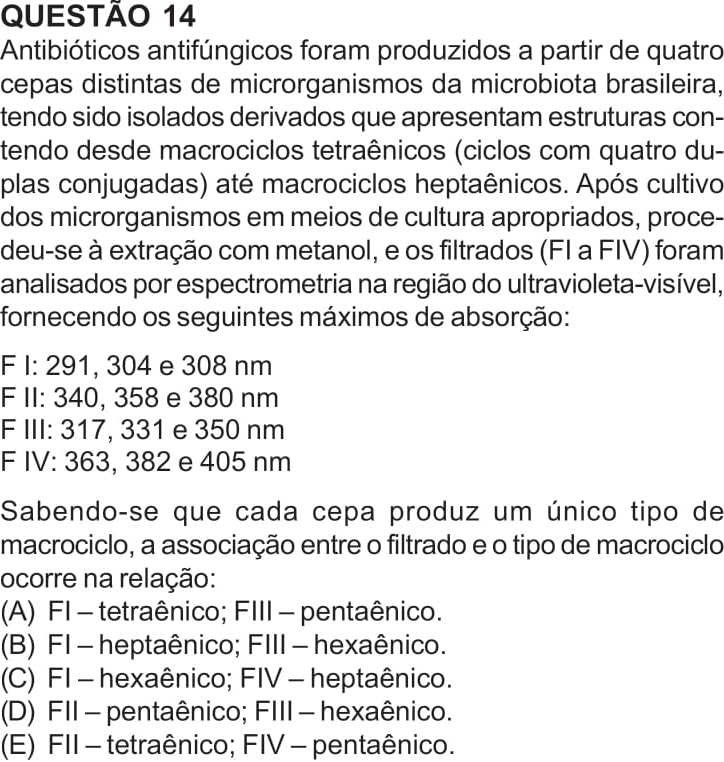 QUESTÃO 14
Antibióticos antifúngicos foram produzidos a partir de quatro
cepas distintas de microrganismos da microbiota brasileira,
tendo sido isolados derivados que apresentam estruturas con-
tendo desde macrociclos tetraênicos (ciclos com quatro du-
plas conjugadas) até macrociclos heptaênicos. Após cultivo
dos microrganismos em meios de cultura apropriados, proce-
deu-se à extração com metanol, e os filtrados (FI a FIV) foram
analisados por espectrometria na região do ultravioleta-visível,
fornecendo os seguintes máximos de absorção:
F I: 291, 304 e 308 nm
F II: 340, 358 e 380 nm
F III: 317, 331 e 350 nm
F IV: 363, 382 e 405 nm
Sabendo-se que cada cepa produz um único tipo de
macrociclo, a associação entre o filtrado e o tipo de macrociclo
ocorre na relação:
(A) FI – tetraênico; FIII – pentaênico.
(B) FI – heptaênico; FIII – hexaênico.
(C) FI – hexaênico; FIV – heptaênico.
(D) FII – pentaênico; FIII – hexaênico.
(E) FII – tetraênico; FIV – pentaênico.